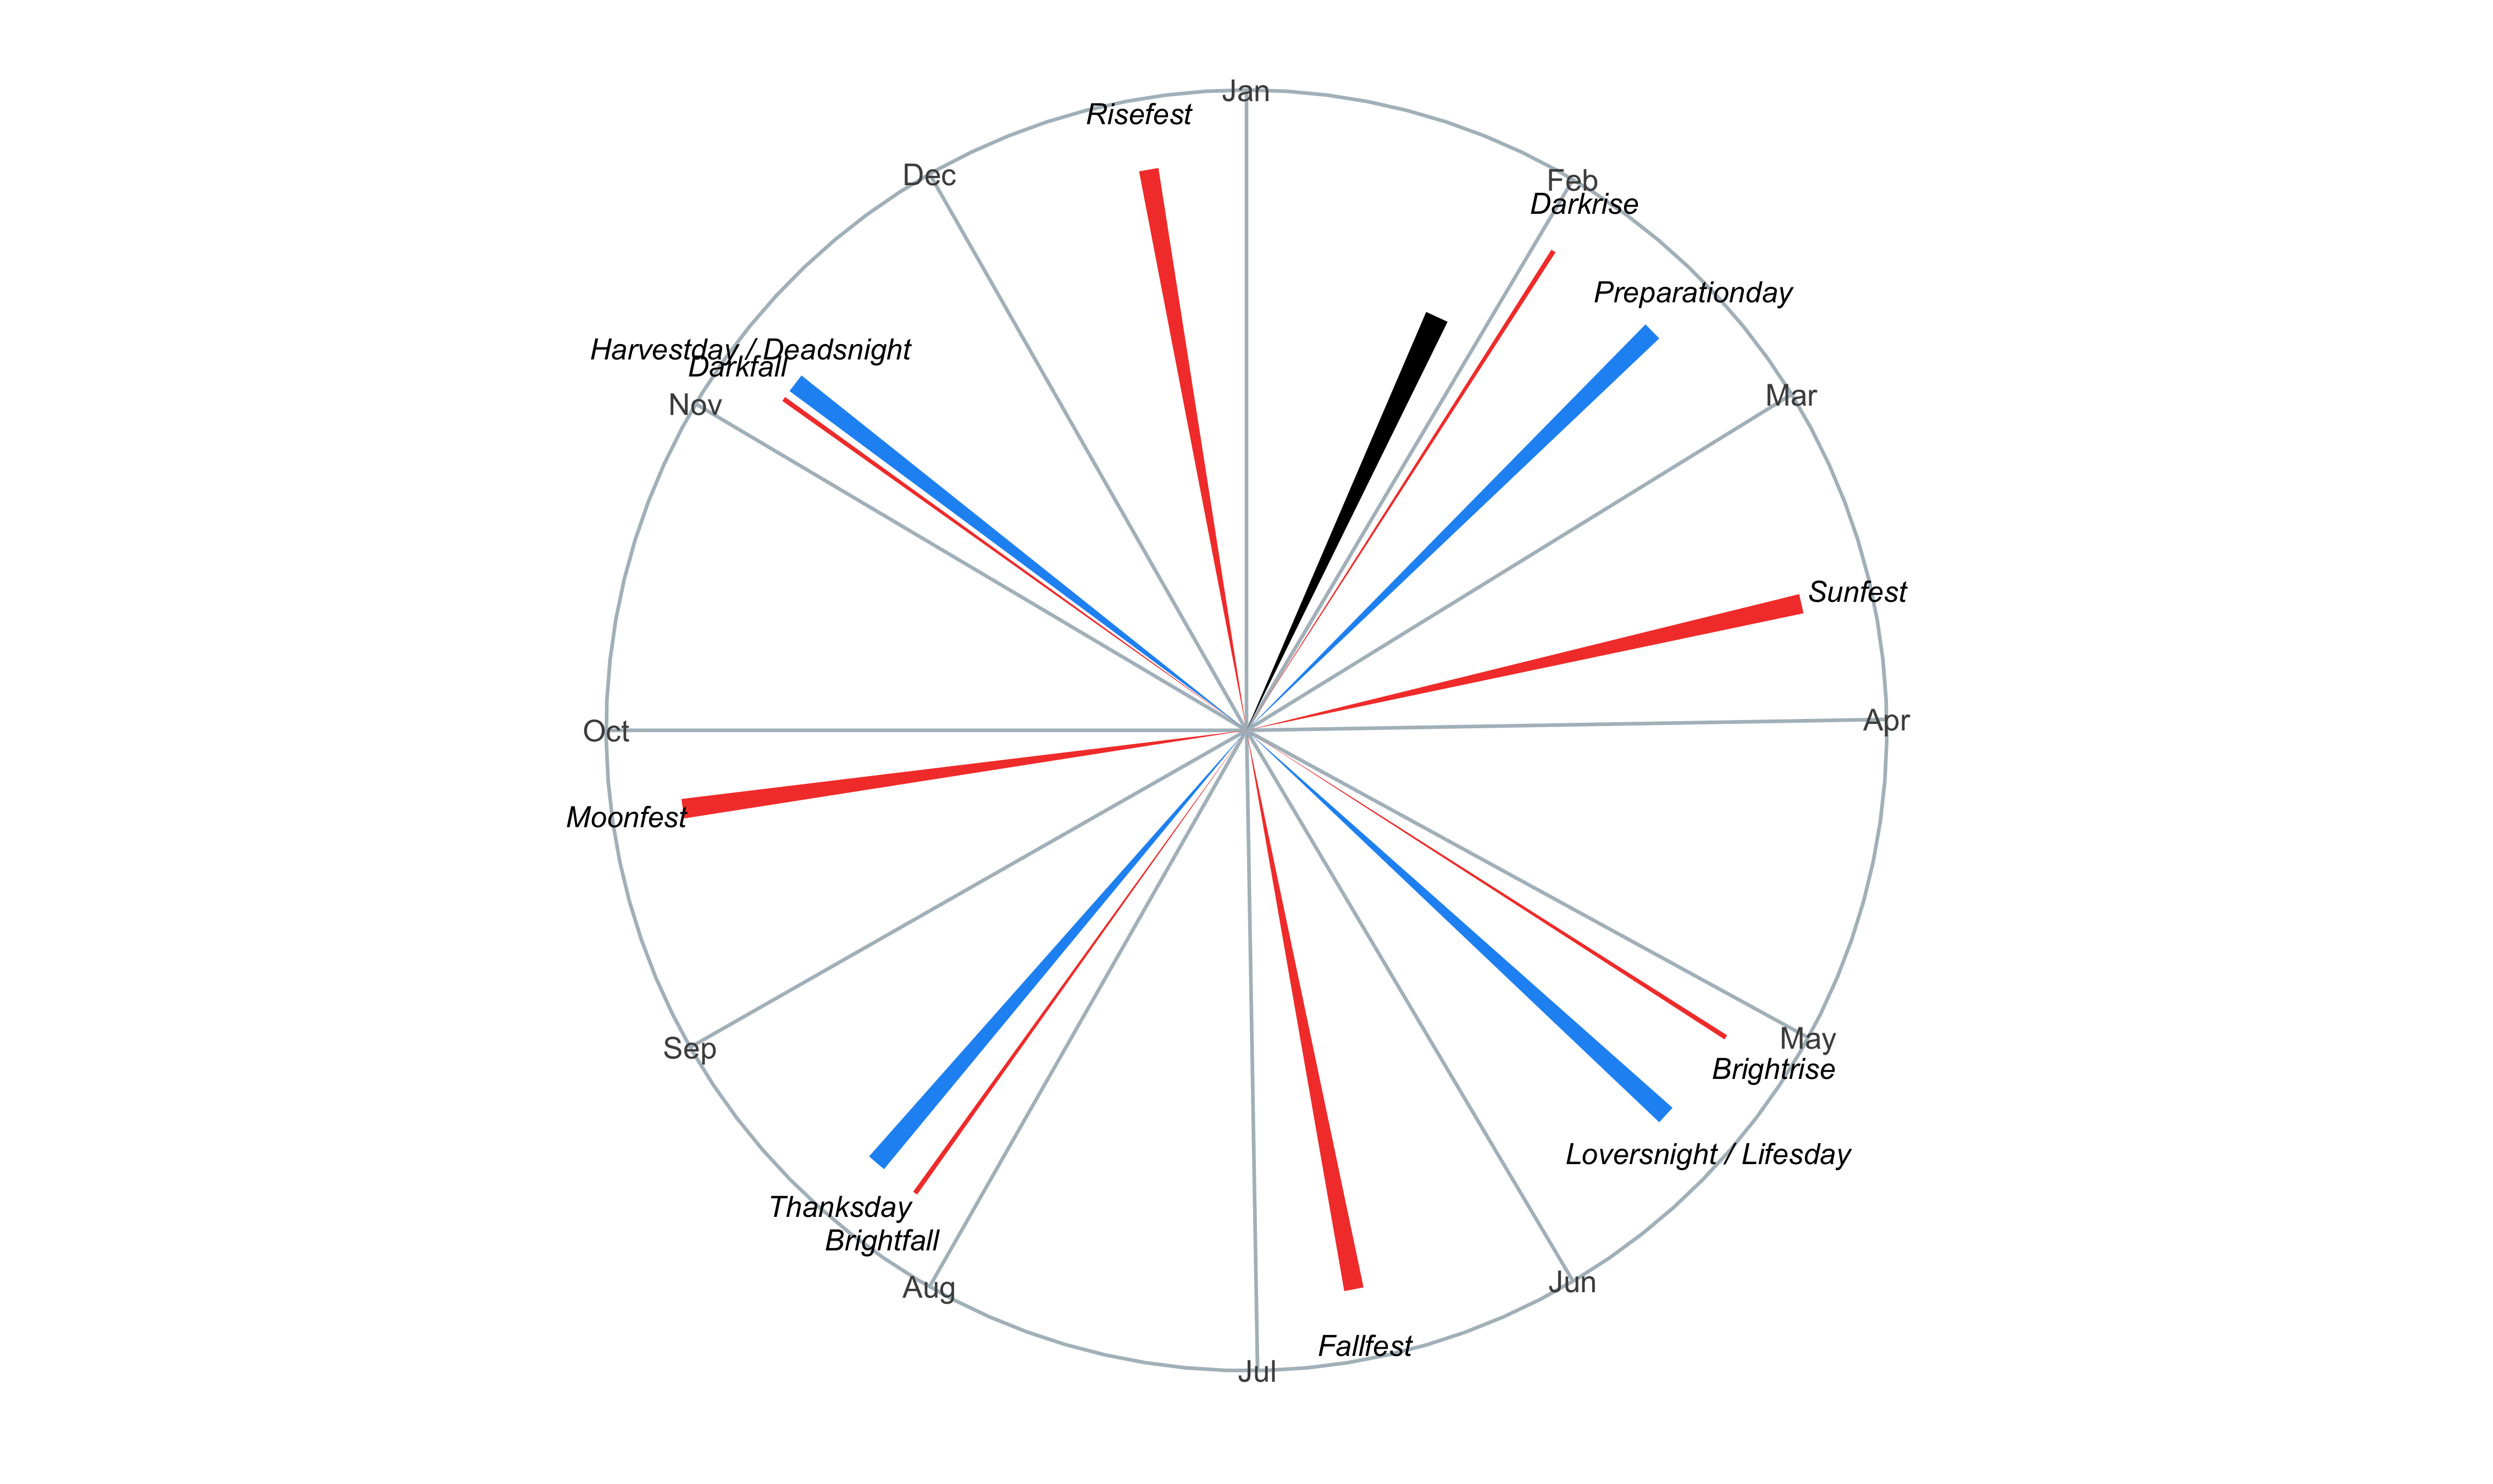 Jan
Risefest
Dec
Feb
Darkrise
Preparationday
Harvestday / Deadsnight
Darkfall
Nov
Mar
Sunfest
Oct
Apr
Moonfest
Sep
May
Brightrise
Loversnight / Lifesday
Thanksday
Brightfall
Aug
Jun
Fallfest
Jul